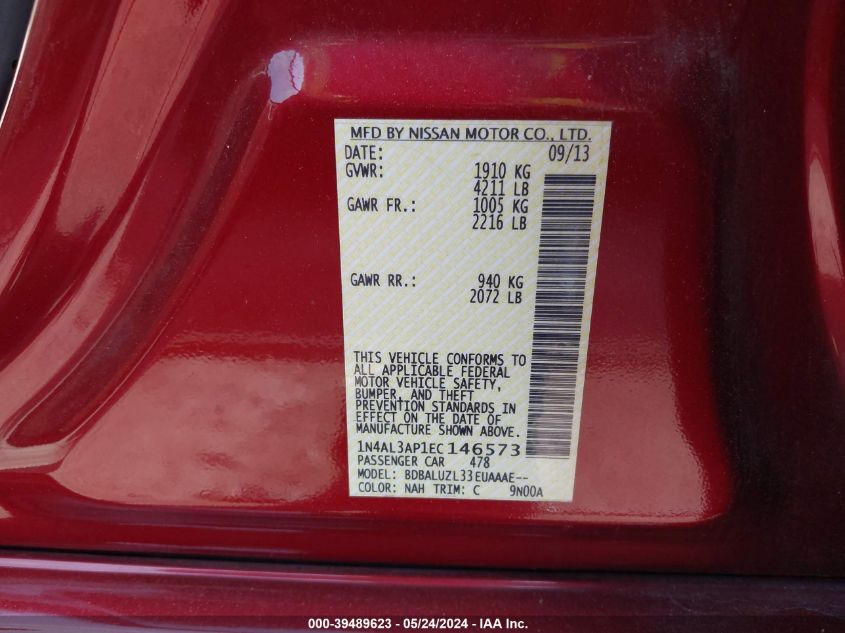 MFD BY NISSAN MOTOR CO., LTD.
DATE: 09/13
GVWR: 1910 KG
4211 LB
GAWR FR.: 1005 KG
2216 LB
GAWR RR.: 940 KG
2072 LB
THIS VEHICLE CONFORMS TO
ALL APPLICABLE FEDERAL
MOTOR VEHICLE SAFETY,
BUMPER, AND THEFT
PREVENTION STANDARDS IN
EFFECT ON THE DATE OF
MANUFACTURE SHOWN ABOVE.
1N4AL3AP1EC146573
PASSENGER CAR 478
MODEL: BDBALUZL33EUAAAE--
COLOR: NAH TRIM: C 9N00A
000-39489623 - 05/24/2024 - IAA Inc.